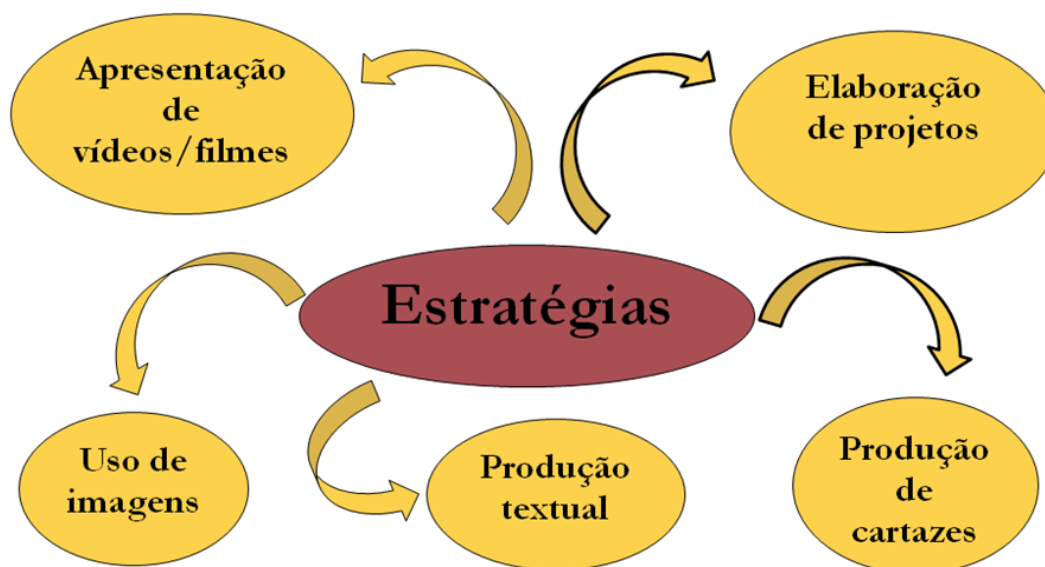 Apresentação
de
vídeos/filmes
Elaboração
de projetos
Estratégias
Uso de
imagens
Produção
textual
Produção
de
cartazes